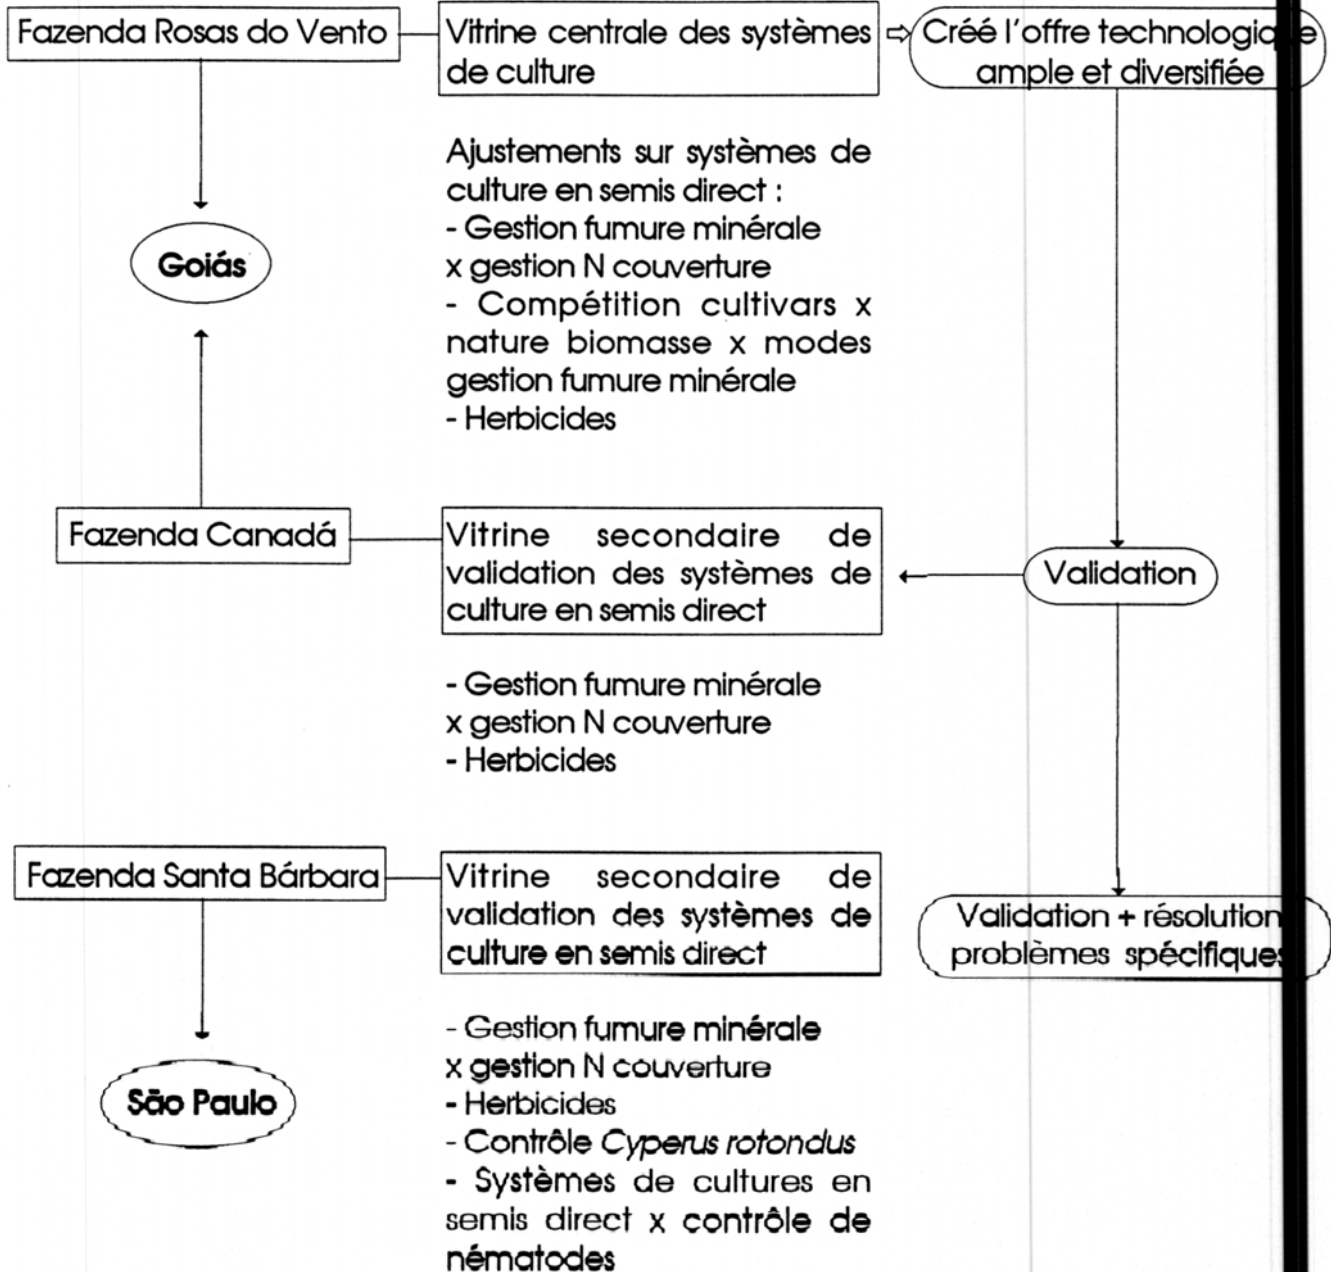 Fazenda Rosas do Vento
Vitrine centrale des systèmes
de culture
Créé l'offre technologique
ample et diversifiée
Ajustements sur systèmes de
culture en semis direct :
- Gestion fumure minérale
x gestion N couverture
- Compétition cultivars x
nature biomasse x modes
gestion fumure minérale
- Herbicides
Goiás
Fazenda Canadá
Vitrine secondaire de
validation des systèmes de
culture en semis direct
Validation
- Gestion fumure minérale
x gestion N couverture
- Herbicides
Fazenda Santa Bárbara
Vitrine secondaire de
validation des systèmes de
culture en semis direct
Validation + résolution
problèmes spécifiques
São Paulo
- Gestion fumure minérale
x gestion N couverture
- Herbicides
- Contrôle Cyperus rotondus
- Systèmes de cultures en
semis direct x contrôle de
nématodes